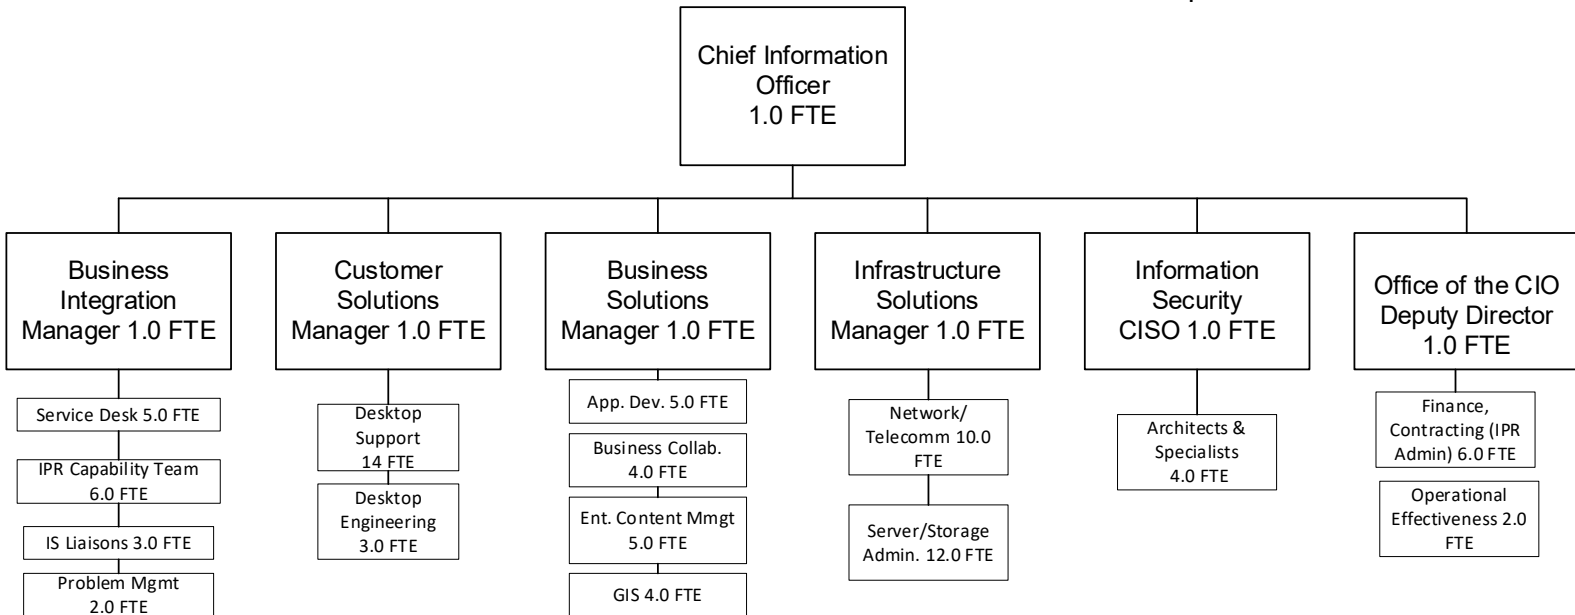 Chief Information
Officer
1.0 FTE
Business
Integration
Manager 1.0 FTE
Customer
Solutions
Manager 1.0 FTE
Business
Solutions
Manager 1.0 FTE
Infrastructure
Solutions
Manager 1.0 FTE
Information
Security
CISO 1.0 FTE
Office of the CIO
Deputy Director
1.0 FTE
Service Desk 5.0 FTE
IPR Capability Team
6.0 FTE
IS Liaisons 3.0 FTE
Problem Mgmt
2.0 FTE
Desktop
Support
14 FTE
Desktop
Engineering
3.0 FTE
App. Dev. 5.0 FTE
Business Collab.
4.0 FTE
Ent. Content Mmgt
5.0 FTE
GIS 4.0 FTE
Network/
Telecomm 10.0
FTE
Server/Storage
Admin. 12.0 FTE
Architects &
Specialists
4.0 FTE
Finance,
Contracting (IPR
Admin) 6.0 FTE
Operational
Effectiveness 2.0
FTE